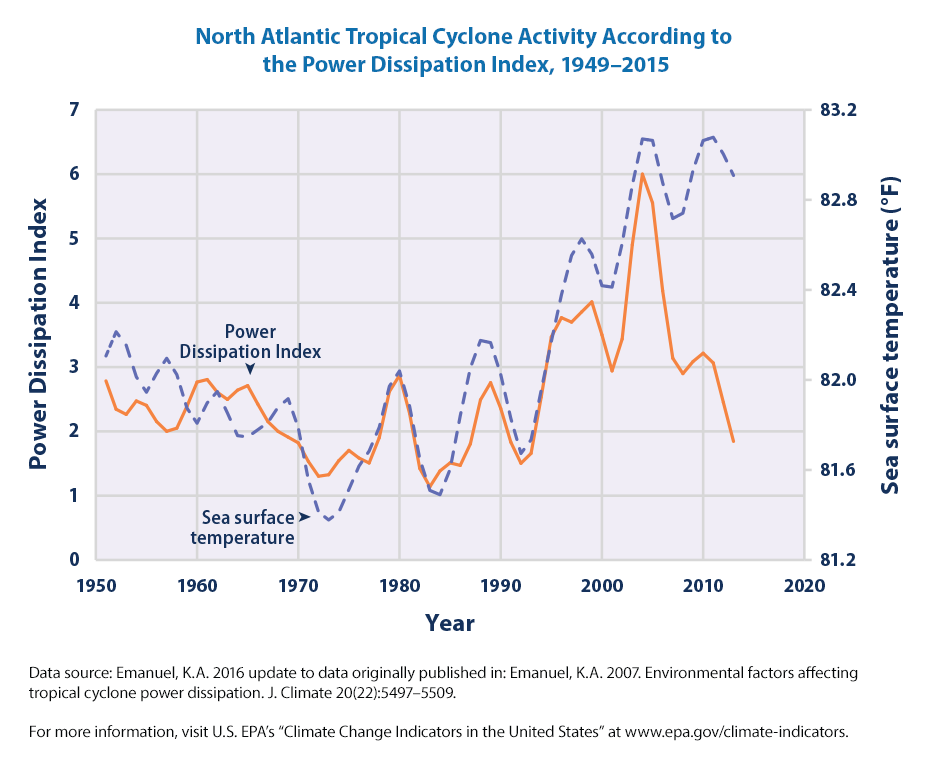 North Atlantic Tropical Cyclone Activity According to
the Power Dissipation Index, 1949–2015
7
6
5
4
3
2
1
0
Power Dissipation Index
83.2
82.8
82.4
82.0
81.6
81.2
Sea surface temperature (°F)
Power
Dissipation Index
Sea surface
temperature
1950
1960
1970
1980
1990
2000
2010
2020
Year
Data source: Emanuel, K.A. 2016 update to data originally published in: Emanuel, K.A. 2007. Environmental factors affecting
tropical cyclone power dissipation. J. Climate 20(22):5497–5509.
For more information, visit U.S. EPA’s “Climate Change Indicators in the United States” at www.epa.gov/climate-indicators.